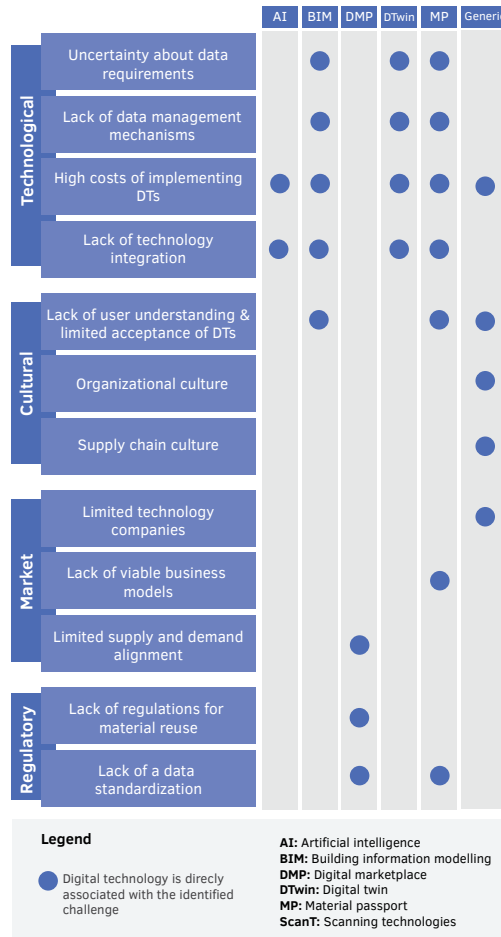 AI BIM DMP DTwin MP Generic
Technological
Uncertainty about data
requirements
Lack of data management
mechanisms
High costs of implementing
DTs
Lack of technology
integration
Cultural
Lack of user understanding &
limited acceptance of DTs
Organizational culture
Supply chain culture
Market
Limited technology
companies
Lack of viable business
models
Limited supply and demand
alignment
Regulatory
Lack of regulations for
material reuse
Lack of a data
standardization
Legend
Digital technology is direcly
associated with the identified
challenge
AI: Artificial intelligence
BIM: Building information modelling
DMP: Digital marketplace
DTwin: Digital twin
MP: Material passport
ScanT: Scanning technologies